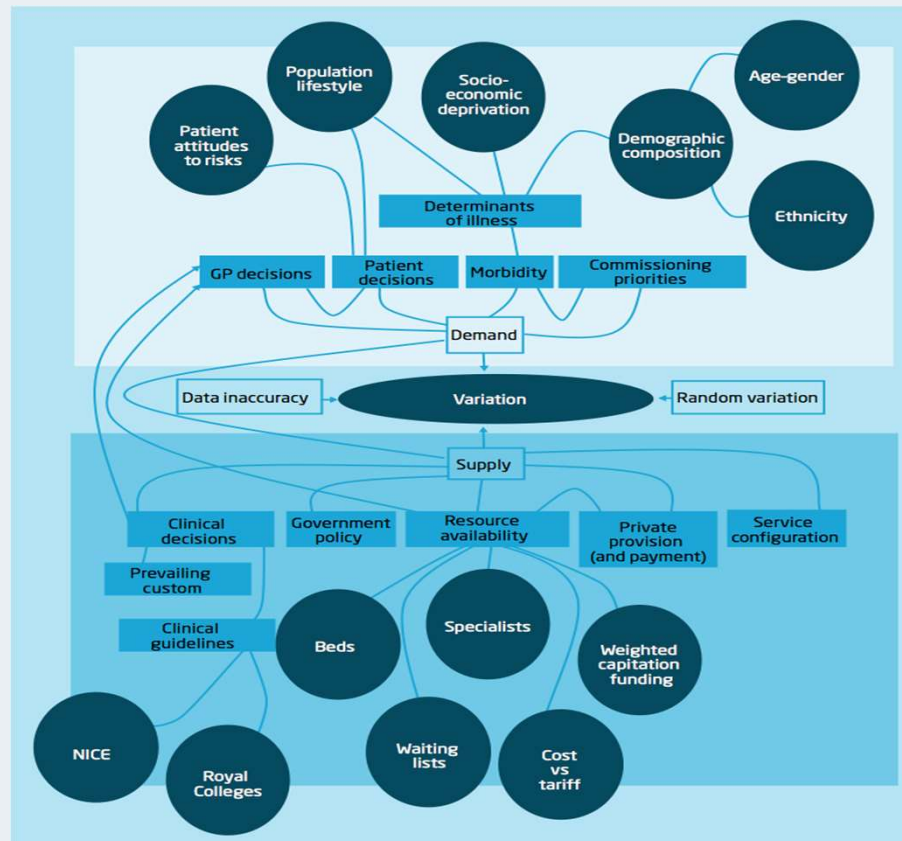 Population
lifestyle
Socio-
economic
deprivation
Age-gender
Patient
attitudes
to risks
Demographic
composition
Determinants
of illness
Ethnicity
GP decisions
Patient
decisions
Morbidity
Commissioning
priorities
Demand
Data inaccuracy
Variation
Random variation
Supply
Clinical
decisions
Government
policy
Resource
availability
Private
provision
(and payment)
Service
configuration
Prevailing
custom
Clinical
guidelines
Beds
Specialists
Weighted
capitation
funding
NICE
Royal
Colleges
Waiting
lists
Cost
vs
tariff